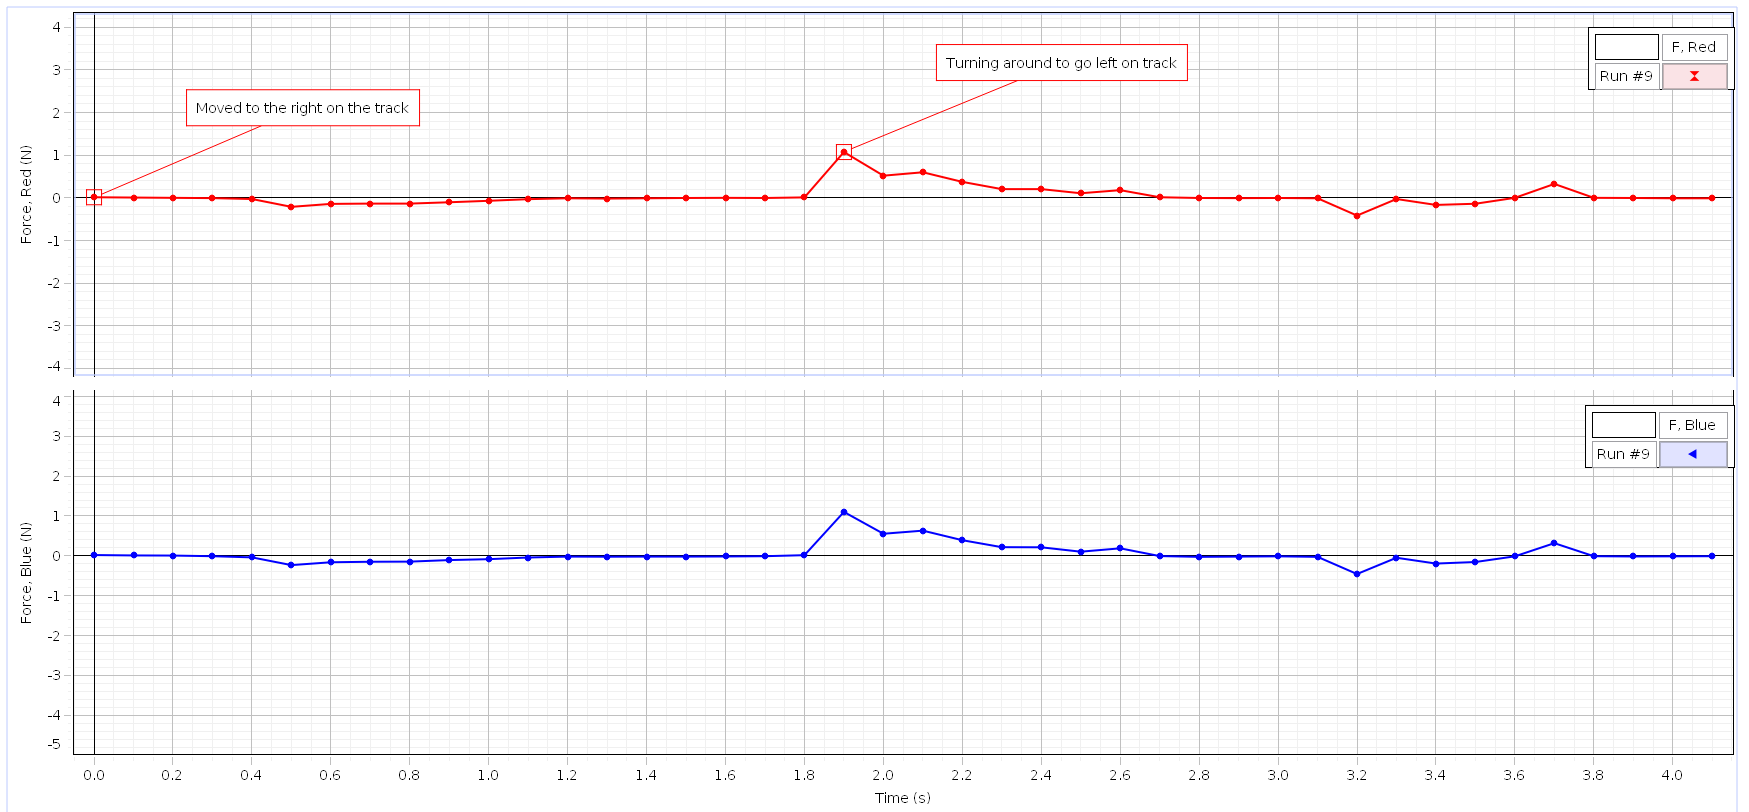 4
3
2
1
0
-1
-2
-3
-4
Force, Red (N)
Moved to the right on the track
Turning around to go left on track
F, Red
Run #9
4
3
2
1
0
-1
-2
-3
-4
-5
Force, Blue (N)
F, Blue
Run #9
0.0 0.2 0.4 0.6 0.8 1.0 1.2 1.4 1.6 1.8 2.0 2.2 2.4 2.6 2.8 3.0 3.2 3.4 3.6 3.8 4.0
Time (s)